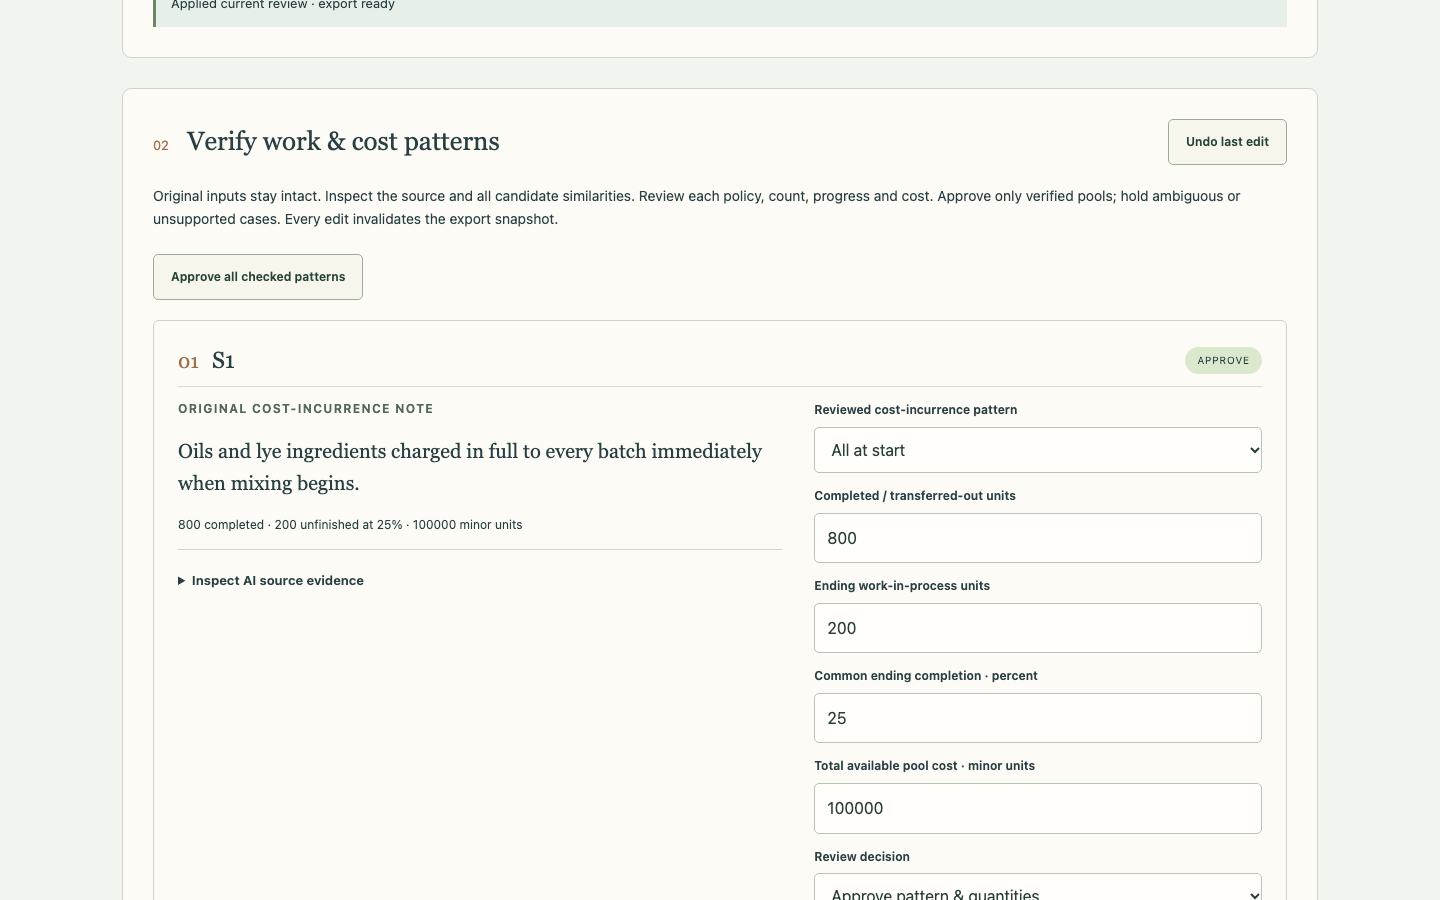 Applied current review · export ready
02 Verify work & cost patterns
Undo last edit
Original inputs stay intact. Inspect the source and all candidate similarities. Review each policy, count, progress and cost. Approve only verified pools; hold ambiguous or
unsupported cases. Every edit invalidates the export snapshot.
Approve all checked patterns
01 S1
APPROVE
ORIGINAL COST-INCURRENCE NOTE
Oils and lye ingredients charged in full to every batch immediately
when mixing begins.
800 completed · 200 unfinished at 25% · 100000 minor units
Inspect AI source evidence
Reviewed cost-incurrence pattern
All at start
Completed / transferred-out units
800
Ending work-in-process units
200
Common ending completion · percent
25
Total available pool cost · minor units
100000
Review decision
Approve pattern & quantities